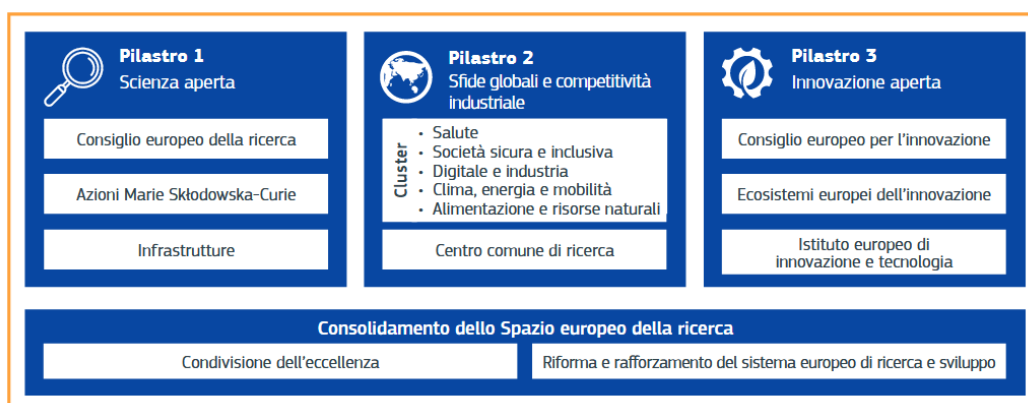 Pilastro 1
Scienza aperta
Consiglio europeo della ricerca
Azioni Marie Skłodowska-Curie
Infrastrutture
Pilastro 2
Sfide globali e competitività
industriale
Cluster
• Salute
• Società sicura e inclusiva
• Digitale e industria
• Clima, energia e mobilità
• Alimentazione e risorse naturali
Centro comune di ricerca
Pilastro 3
Innovazione aperta
Consiglio europeo per l'innovazione
Ecosistemi europei dell'innovazione
Istituto europeo di
innovazione e tecnologia
Consolidamento dello Spazio europeo della ricerca
Condivisione dell'eccellenza
Riforma e rafforzamento del sistema europeo di ricerca e sviluppo